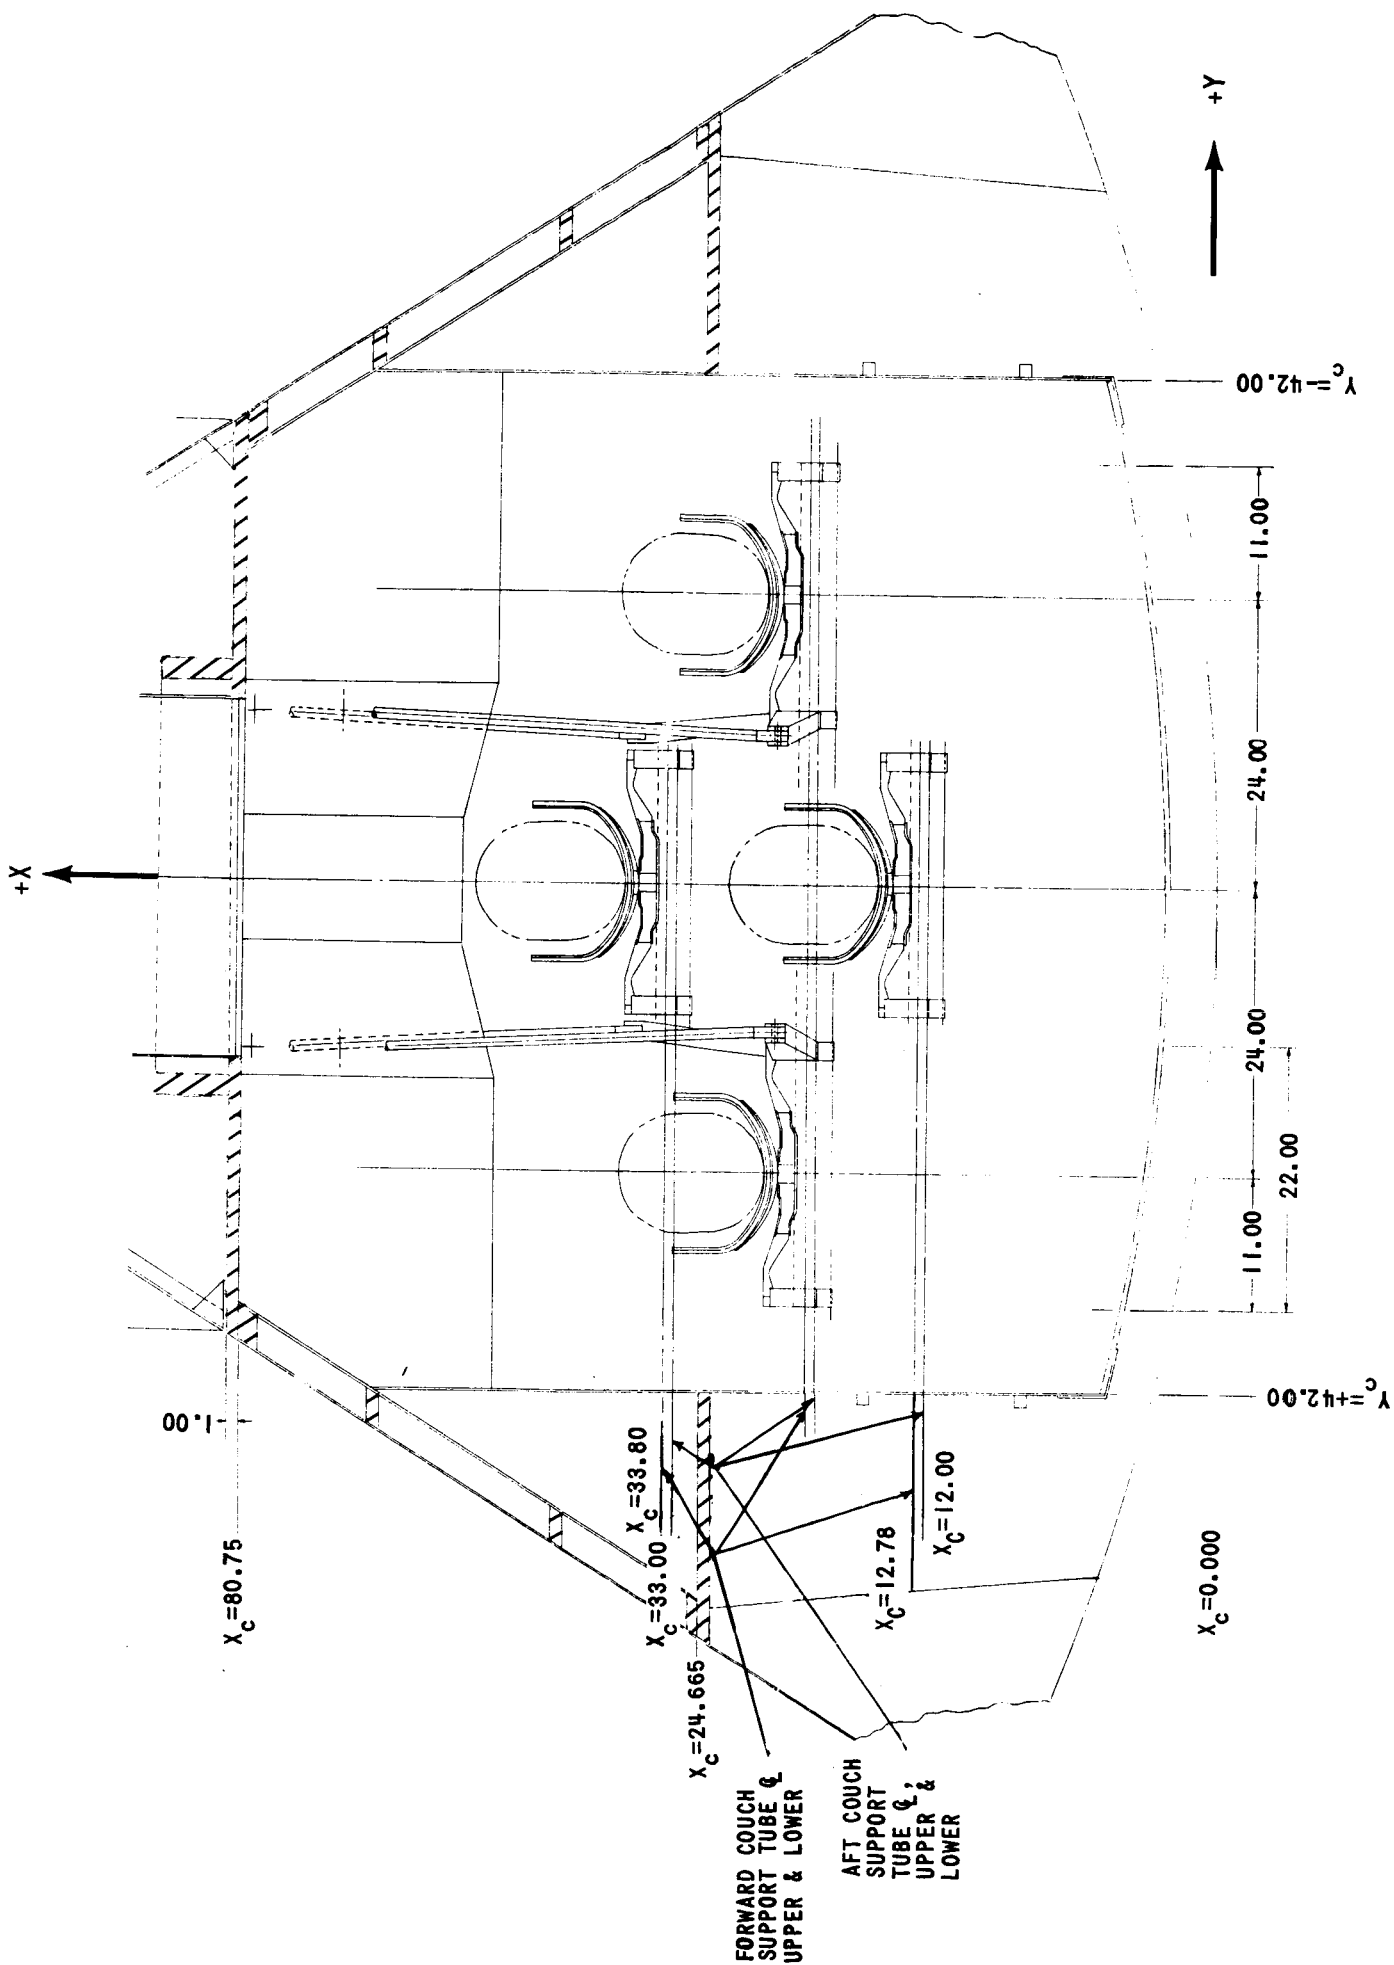 +X
+Y
1.00
X_c=80.75
X_c=33.80
X_c=33.00
X_c=24.665
X_c=12.78
X_c=12.00
X_c=0.000
Y_c=+42.00
Y_c=-42.00
11.00
24.00
24.00
11.00
22.00
FORWARD COUCH
SUPPORT TUBE ℄
UPPER & LOWER
AFT COUCH
SUPPORT
TUBE ℄,
UPPER &
LOWER